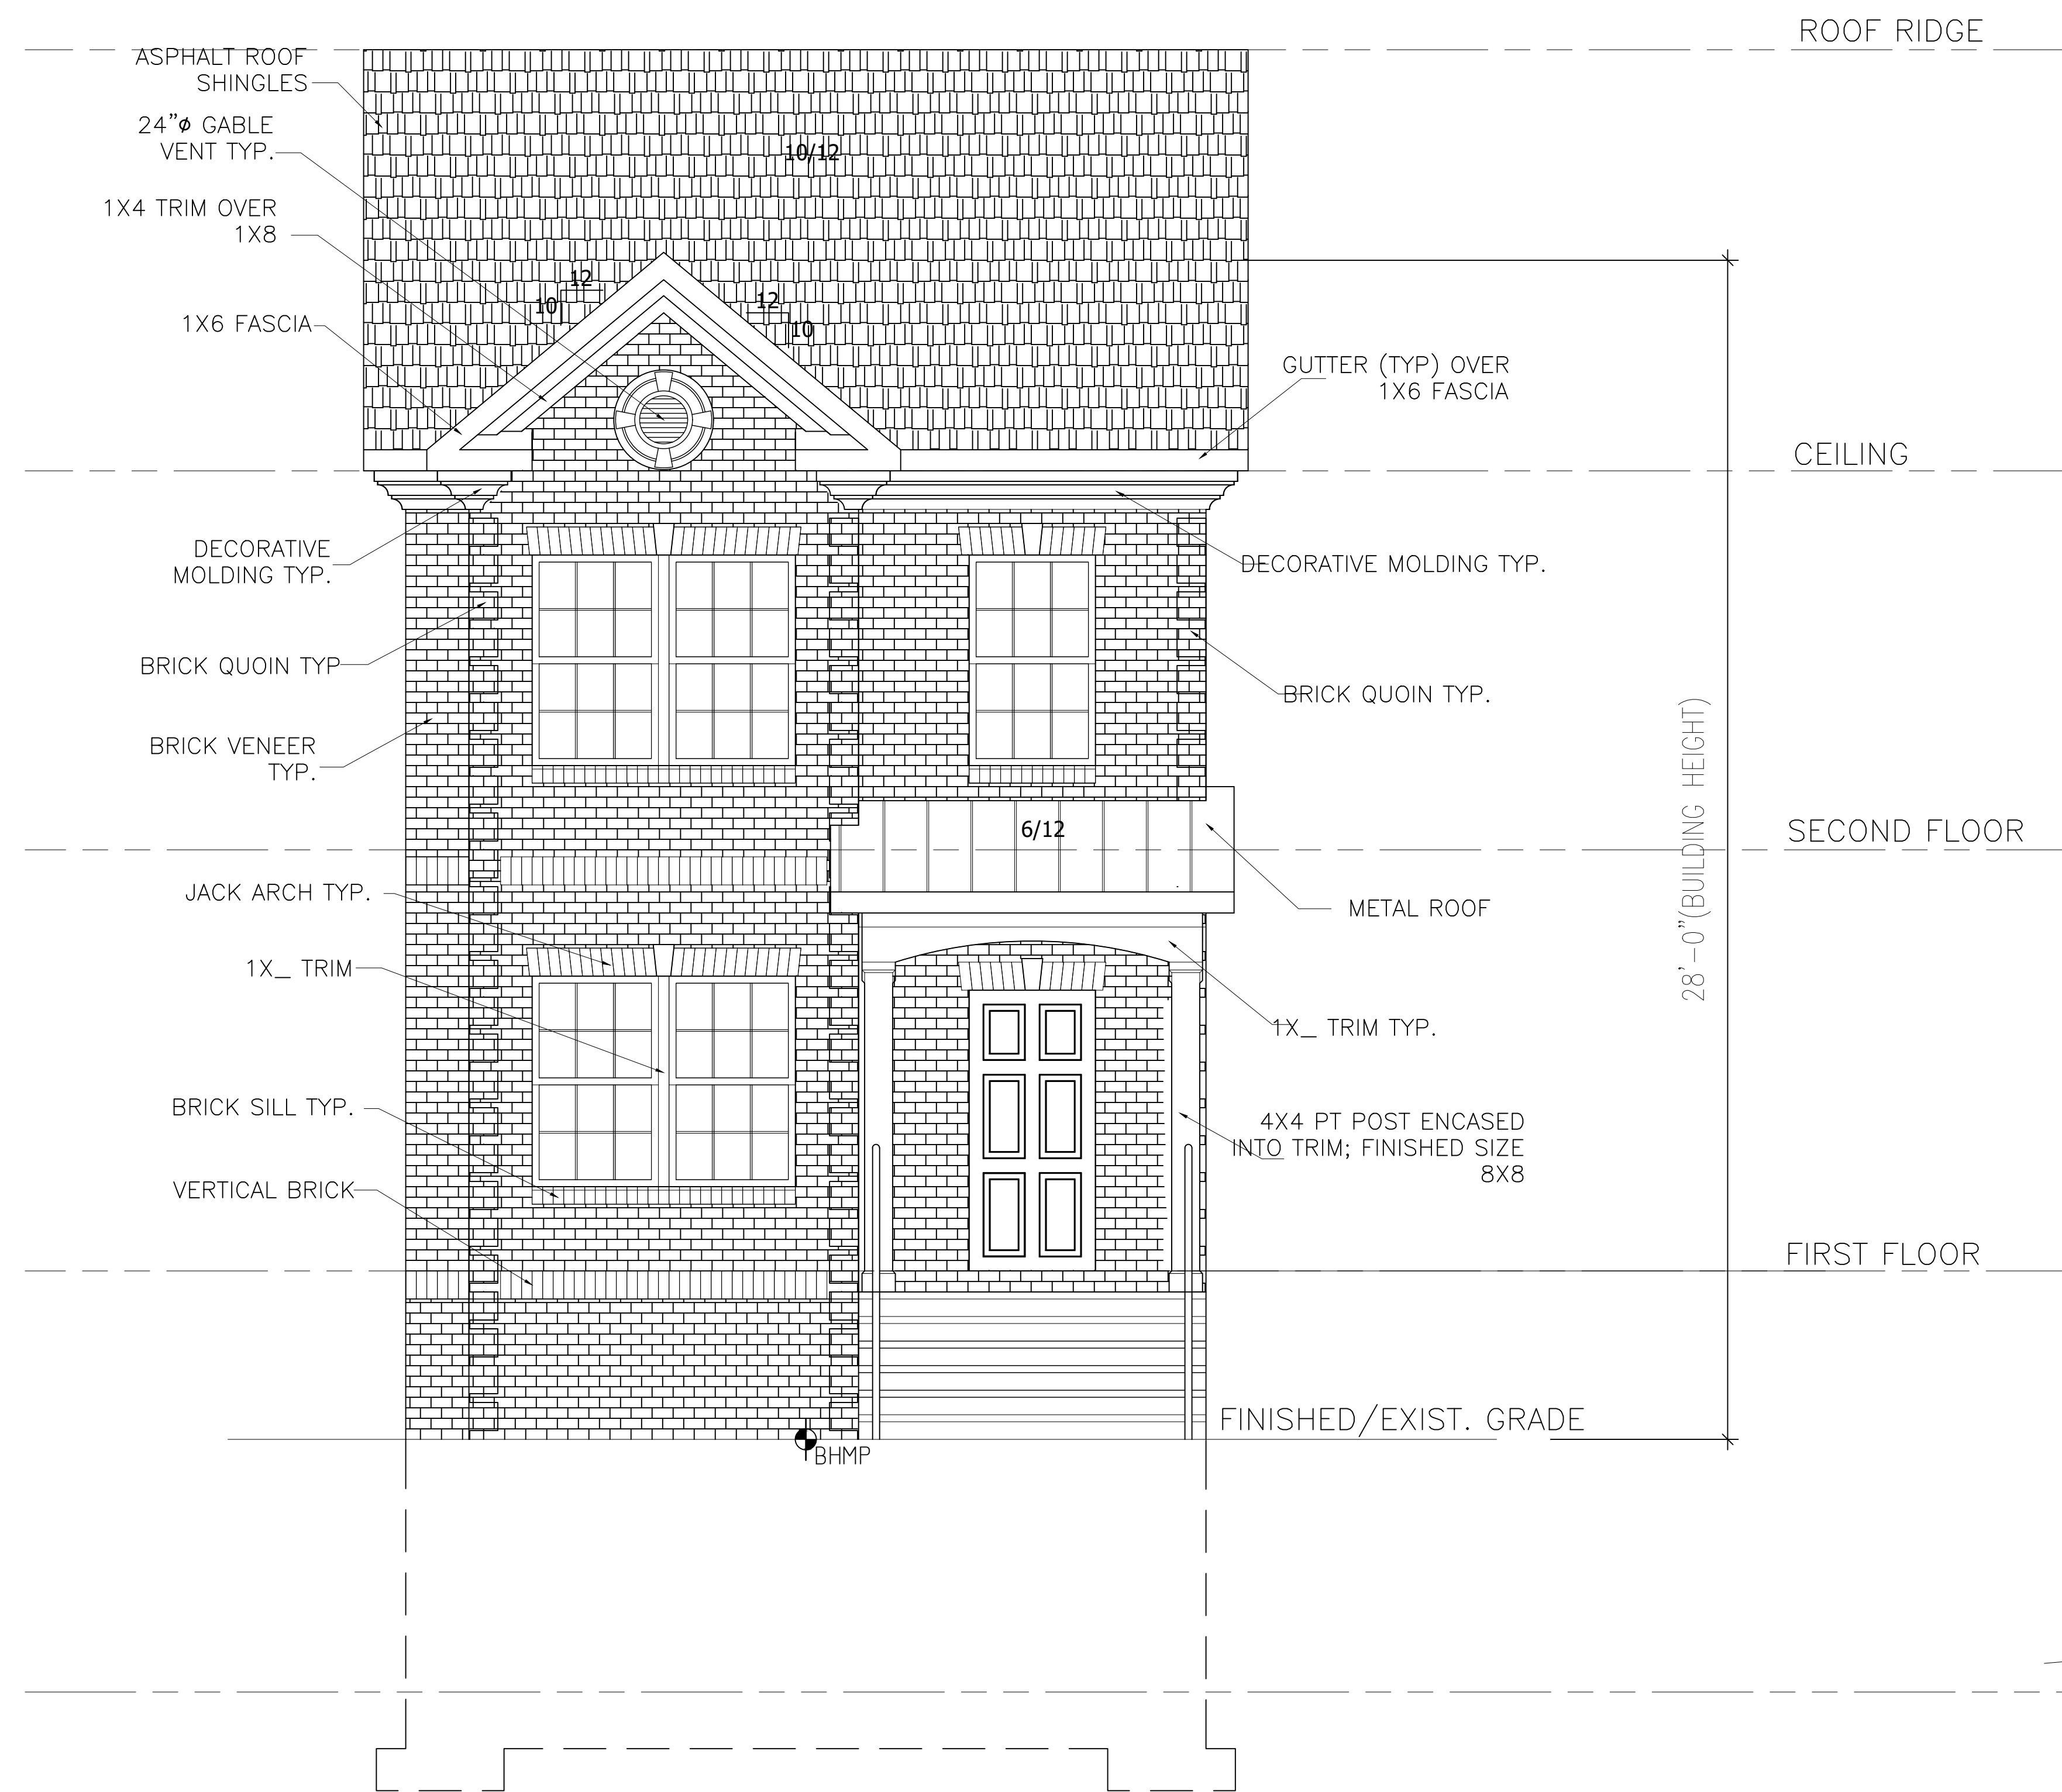 ROOF RIDGE
ASPHALT ROOF
SHINGLES
24”ø GABLE
VENT TYP.
10/12
1X4 TRIM OVER
1X8
12
10
12
10
1X6 FASCIA
GUTTER (TYP) OVER
1X6 FASCIA
CEILING
DECORATIVE
MOLDING TYP.
DECORATIVE MOLDING TYP.
BRICK QUOIN TYP
BRICK QUOIN TYP.
BRICK VENEER
TYP.
28’-0”(BUILDING HEIGHT)
6/12
SECOND FLOOR
JACK ARCH TYP.
METAL ROOF
1X_ TRIM
1X_ TRIM TYP.
BRICK SILL TYP.
4X4 PT POST ENCASED
INTO TRIM; FINISHED SIZE
8X8
VERTICAL BRICK
FIRST FLOOR
FINISHED/EXIST. GRADE
BHMP